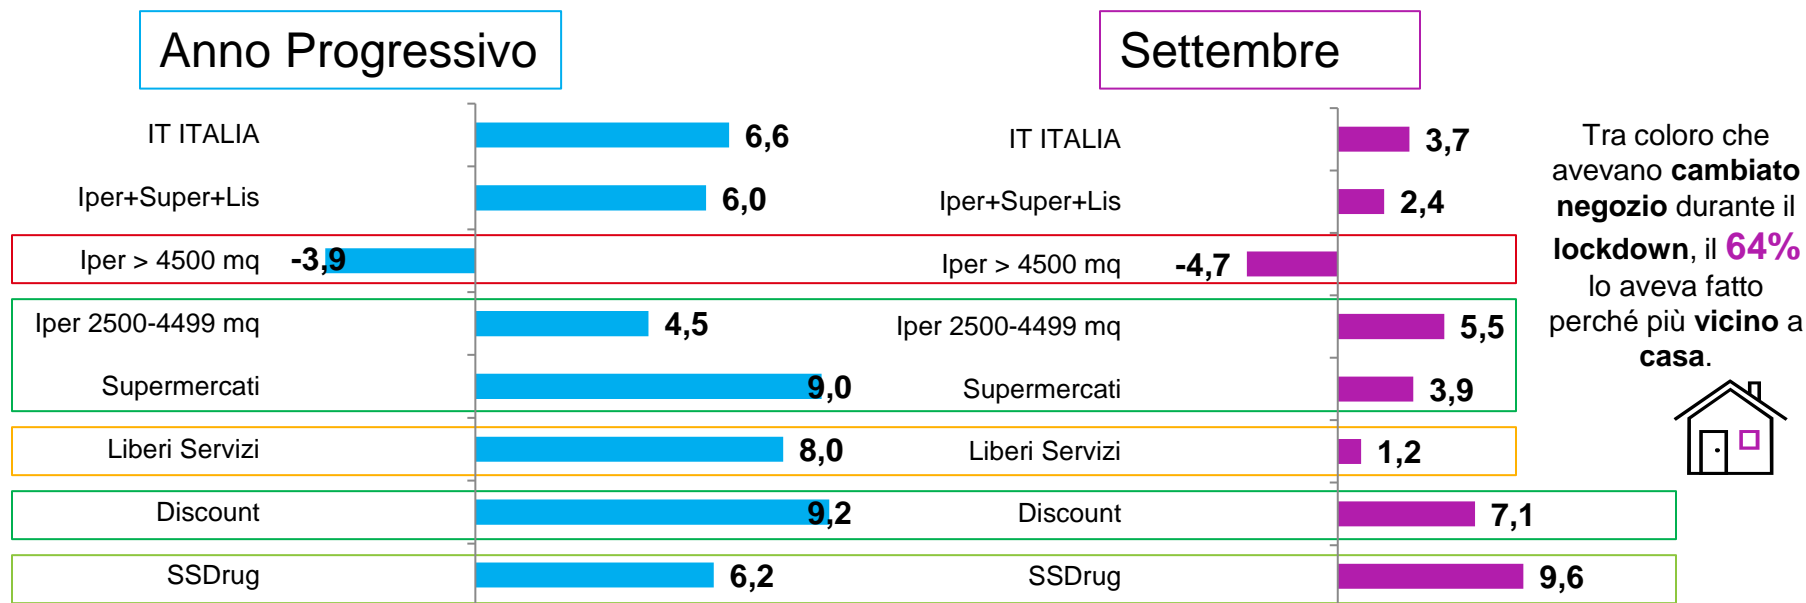 Anno Progressivo
IT ITALIA 6,6
Iper+Super+Lis 6,0
Iper > 4500 mq -3,9
Iper 2500-4499 mq 4,5
Supermercati 9,0
Liberi Servizi 8,0
Discount 9,2
SSDrug 6,2
Settembre
IT ITALIA 3,7
Iper+Super+Lis 2,4
Iper > 4500 mq -4,7
Iper 2500-4499 mq 5,5
Supermercati 3,9
Liberi Servizi 1,2
Discount 7,1
SSDrug 9,6
Tra coloro che
avevano cambiato
negozio durante il
lockdown, il 64%
lo aveva fatto
perché più vicino a
casa.